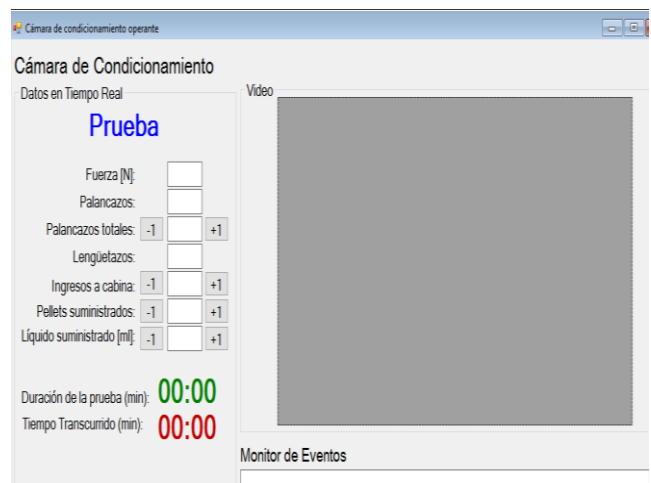 Cámara de condicionamiento operante
Cámara de Condicionamiento
Datos en Tiempo Real
Video
Prueba
Fuerza [N]:
Palancazos:
Palancazos totales: -1 +1
Lengüetazos:
Ingresos a cabina: -1 +1
Pellets suministrados: -1 +1
Líquido suministrado [ml]: -1 +1
Duración de la prueba (min): 00:00
Tiempo Transcurrido (min): 00:00
Monitor de Eventos